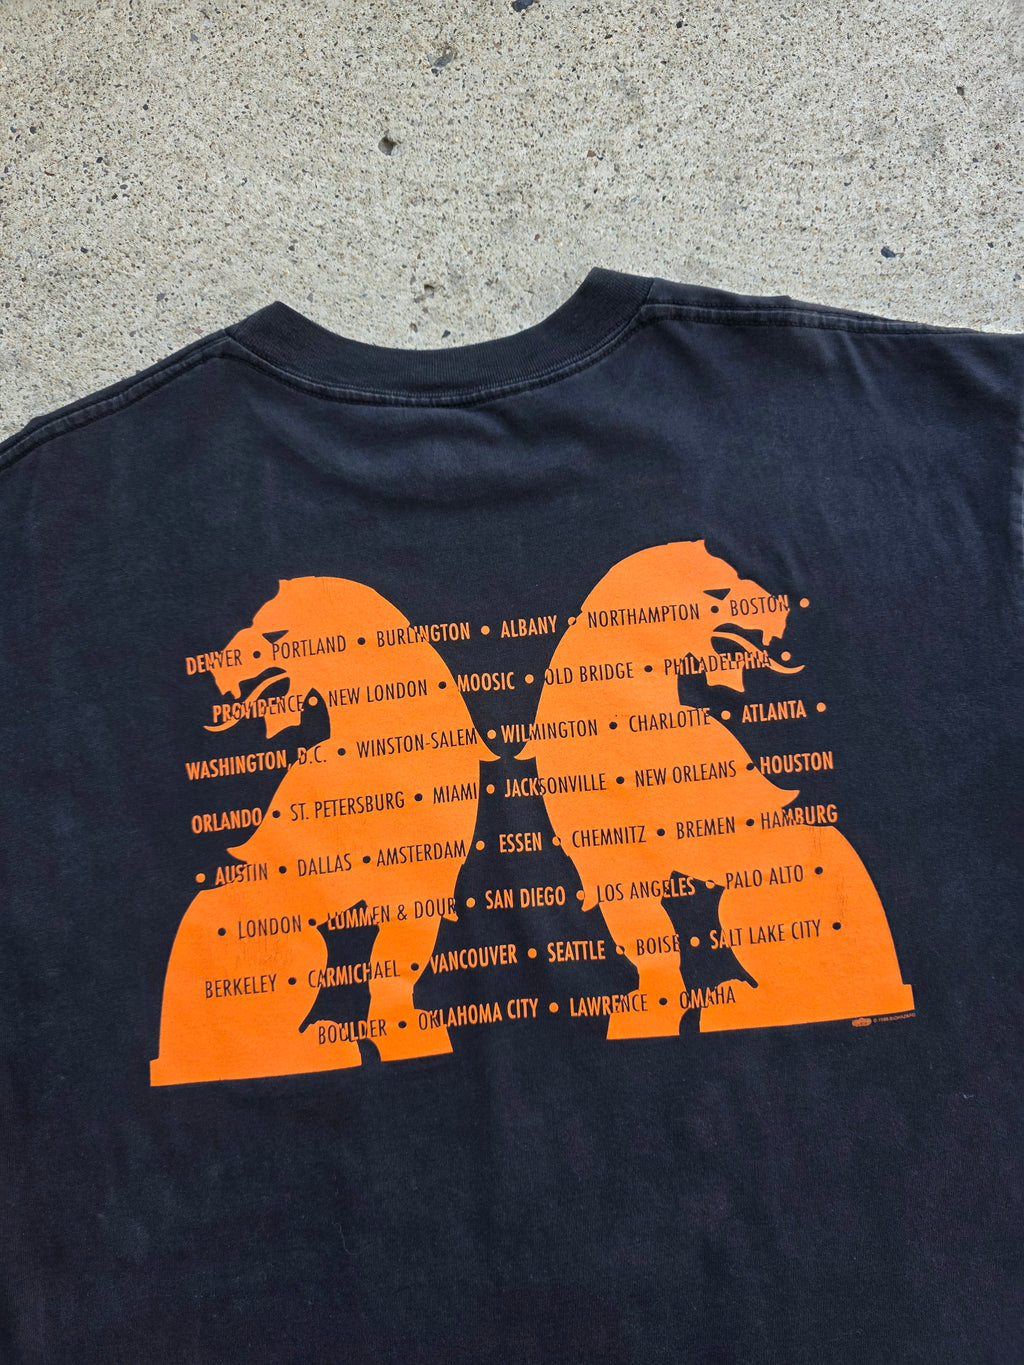 DENVER • PORTLAND • BURLINGTON • ALBANY • NORTHAMPTON • BOSTON •
PROVIDENCE • NEW LONDON • MOOSIC • OLD BRIDGE • PHILADELPHIA •
WASHINGTON, D.C. • WINSTON-SALEM • WILMINGTON • CHARLOTTE • ATLANTA •
ORLANDO • ST. PETERSBURG • MIAMI • JACKSONVILLE • NEW ORLEANS • HOUSTON
• AUSTIN • DALLAS • AMSTERDAM • ESSEN • CHEMNITZ • BREMEN • HAMBURG
• LONDON • LUMMEN & DOUR • SAN DIEGO • LOS ANGELES • PALO ALTO •
BERKELEY • CARMICHAEL • VANCOUVER • SEATTLE • BOISE • SALT LAKE CITY •
BOULDER • OKLAHOMA CITY • LAWRENCE • OMAHA